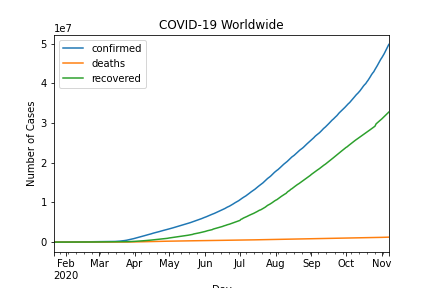 COVID-19 Worldwide
1e7
confirmed
deaths
recovered
Number of Cases
5
4
3
2
1
0
Feb Mar Apr May Jun Jul Aug Sep Oct Nov
2020